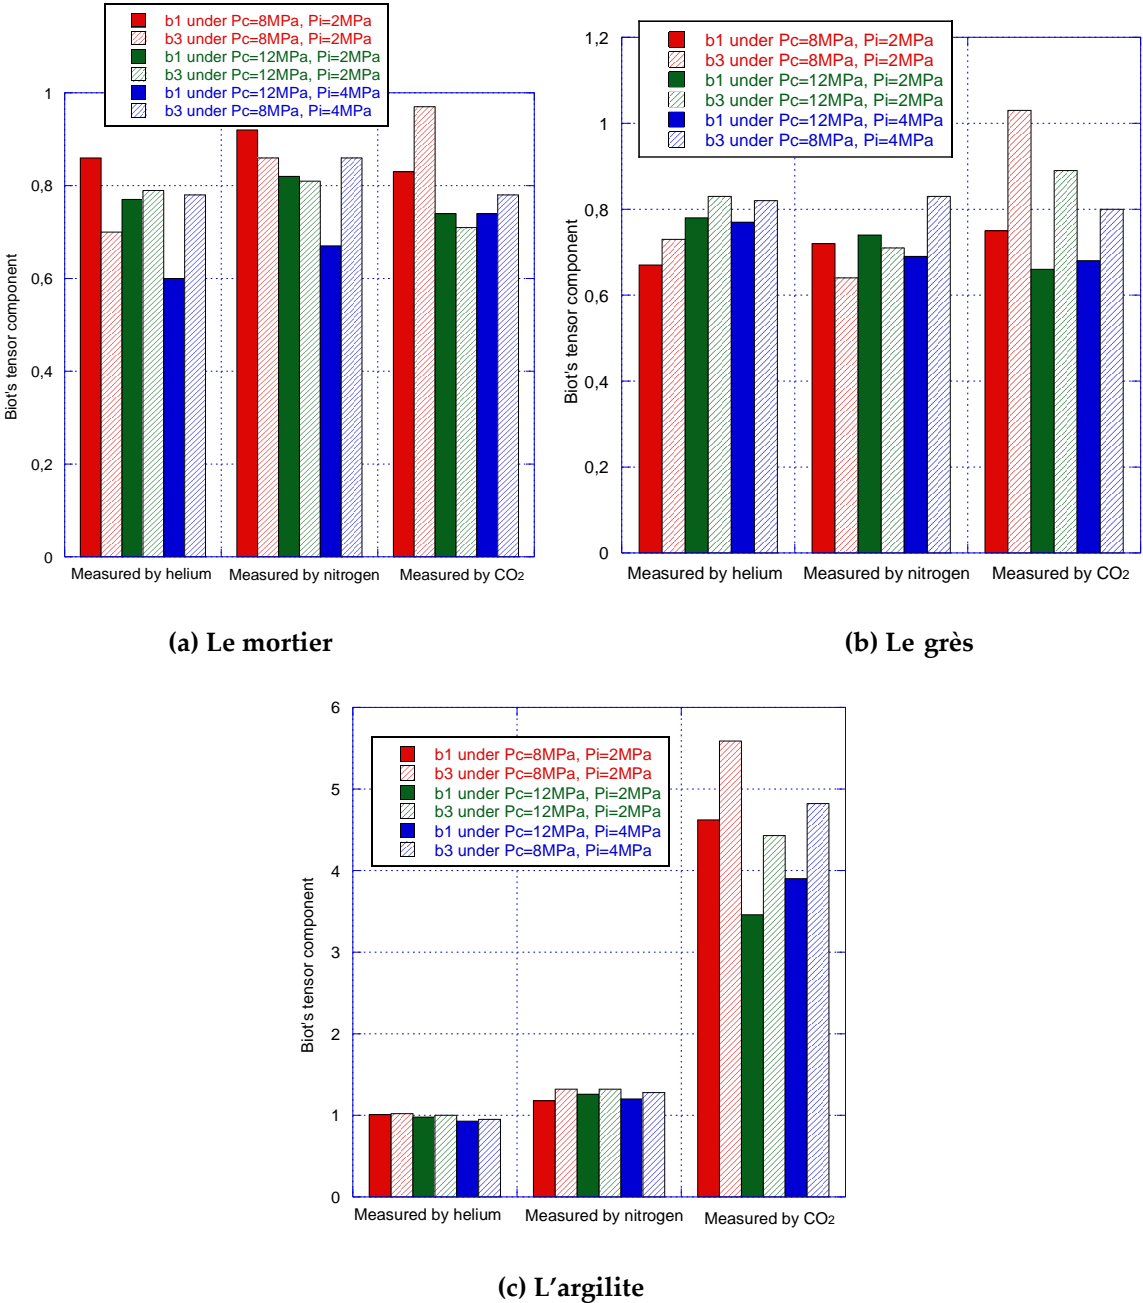 b1 under Pc=8MPa, Pi=2MPa
b3 under Pc=8MPa, Pi=2MPa
b1 under Pc=12MPa, Pi=2MPa
b3 under Pc=12MPa, Pi=2MPa
b1 under Pc=12MPa, Pi=4MPa
b3 under Pc=8MPa, Pi=4MPa
1
0,8
0,6
0,4
0,2
0
Biot's tensor component
Measured by helium
Measured by nitrogen
Measured by CO2
(a) Le mortier
b1 under Pc=8MPa, Pi=2MPa
b3 under Pc=8MPa, Pi=2MPa
b1 under Pc=12MPa, Pi=2MPa
b3 under Pc=12MPa, Pi=2MPa
b1 under Pc=12MPa, Pi=4MPa
b3 under Pc=8MPa, Pi=4MPa
1,2
1
0,8
0,6
0,4
0,2
0
Biot's tensor component
Measured by helium
Measured by nitrogen
Measured by CO2
(b) Le grès
b1 under Pc=8MPa, Pi=2MPa
b3 under Pc=8MPa, Pi=2MPa
b1 under Pc=12MPa, Pi=2MPa
b3 under Pc=12MPa, Pi=2MPa
b1 under Pc=12MPa, Pi=4MPa
b3 under Pc=8MPa, Pi=4MPa
6
5
4
3
2
1
0
Biot's tensor component
Measured by helium
Measured by nitrogen
Measured by CO2
(c) L'argilite